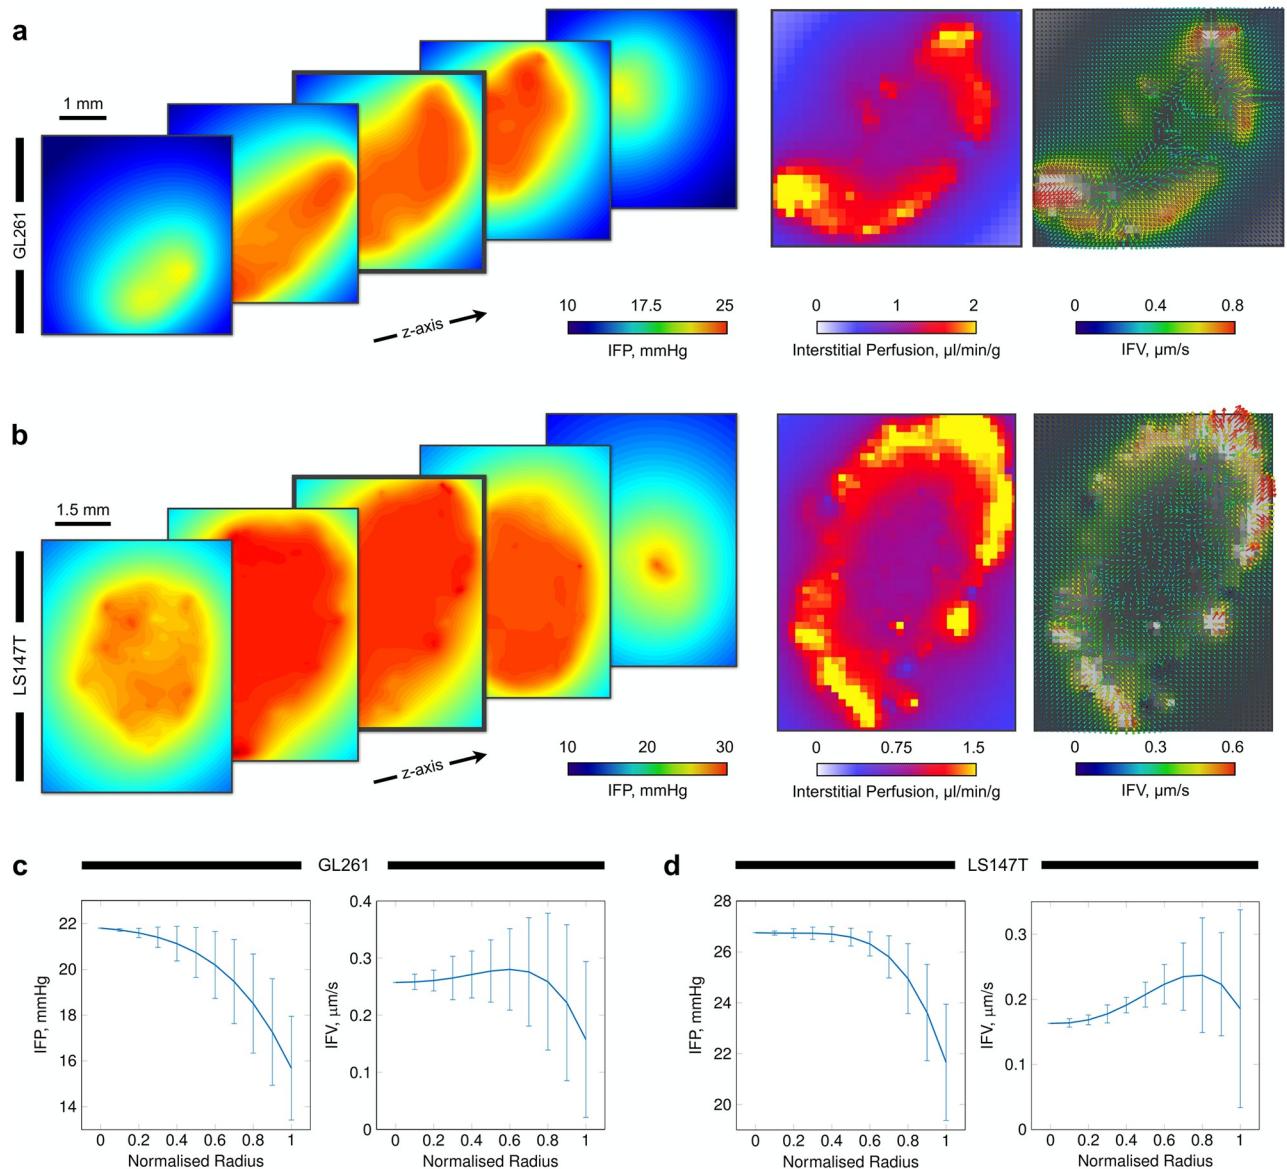 a
1 mm
GL261
z-axis
10 17.5 25
IFP, mmHg
0 1 2
Interstitial Perfusion, µl/min/g
0 0.4 0.8
IFV, µm/s
b
1.5 mm
LS147T
z-axis
10 20 30
IFP, mmHg
0 0.75 1.5
Interstitial Perfusion, µl/min/g
0 0.3 0.6
IFV, µm/s
c
GL261
22
20
18
16
14
IFP, mmHg
0 0.2 0.4 0.6 0.8 1
Normalised Radius
0.4
0.3
0.2
0.1
0
IFV, µm/s
0 0.2 0.4 0.6 0.8 1
Normalised Radius
d
LS147T
28
26
24
22
20
IFP, mmHg
0 0.2 0.4 0.6 0.8 1
Normalised Radius
0.3
0.2
0.1
0
IFV, µm/s
0 0.2 0.4 0.6 0.8 1
Normalised Radius